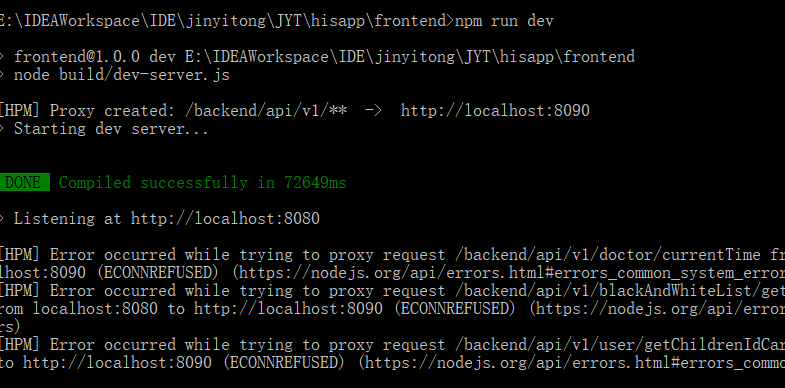 E:\IDEAWorkspace\IDE\jinyitong\JYT\hisapp\frontend>npm run dev
> frontend@1.0.0 dev E:\IDEAWorkspace\IDE\jinyitong\JYT\hisapp\frontend
> node build/dev-server.js
[HPM] Proxy created: /backend/api/v1/** -> http://localhost:8090
> Starting dev server...
DONE Compiled successfully in 72649ms
> Listening at http://localhost:8080
[HPM] Error occurred while trying to proxy request /backend/api/v1/doctor/currentTime fr
lhost:8090 (ECONNREFUSED) (https://nodejs.org/api/errors.html#errors_common_system_error
[HPM] Error occurred while trying to proxy request /backend/api/v1/blackAndWhiteList/get
rom localhost:8080 to http://localhost:8090 (ECONNREFUSED) (https://nodejs.org/api/error
rs)
[HPM] Error occurred while trying to proxy request /backend/api/v1/user/getChildrenIdCar
to http://localhost:8090 (ECONNREFUSED) (https://nodejs.org/api/errors.html#errors_commo